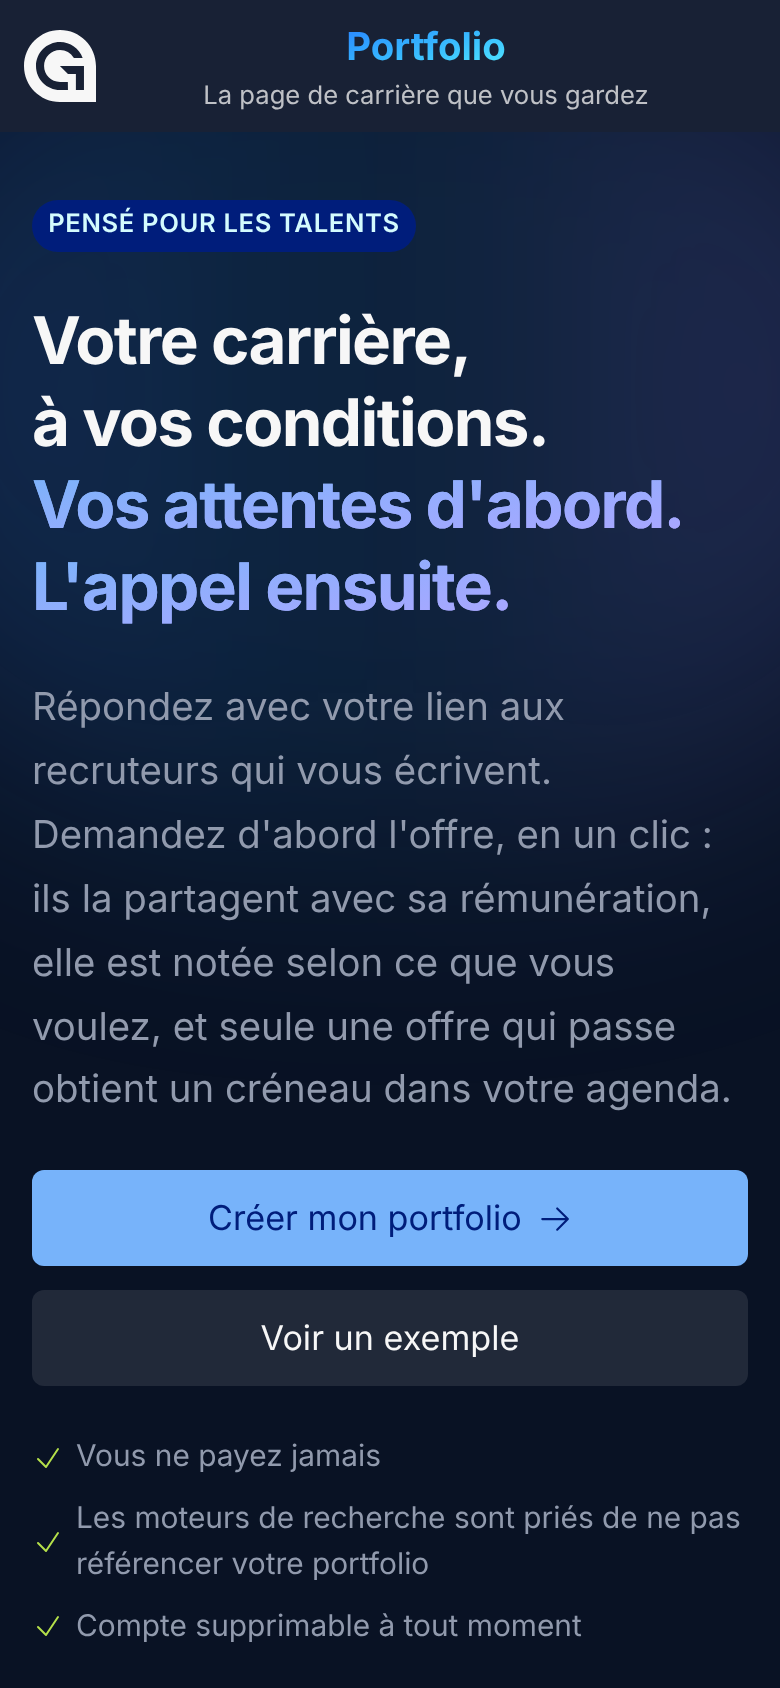 Portfolio
La page de carrière que vous gardez
PENSÉ POUR LES TALENTS
Votre carrière,
à vos conditions.
Vos attentes d'abord.
L'appel ensuite.
Répondez avec votre lien aux
recruteurs qui vous écrivent.
Demandez d'abord l'offre, en un clic :
ils la partagent avec sa rémunération,
elle est notée selon ce que vous
voulez, et seule une offre qui passe
obtient un créneau dans votre agenda.
Créer mon portfolio →
Voir un exemple
Vous ne payez jamais
Les moteurs de recherche sont priés de ne pas
référencer votre portfolio
Compte supprimable à tout moment